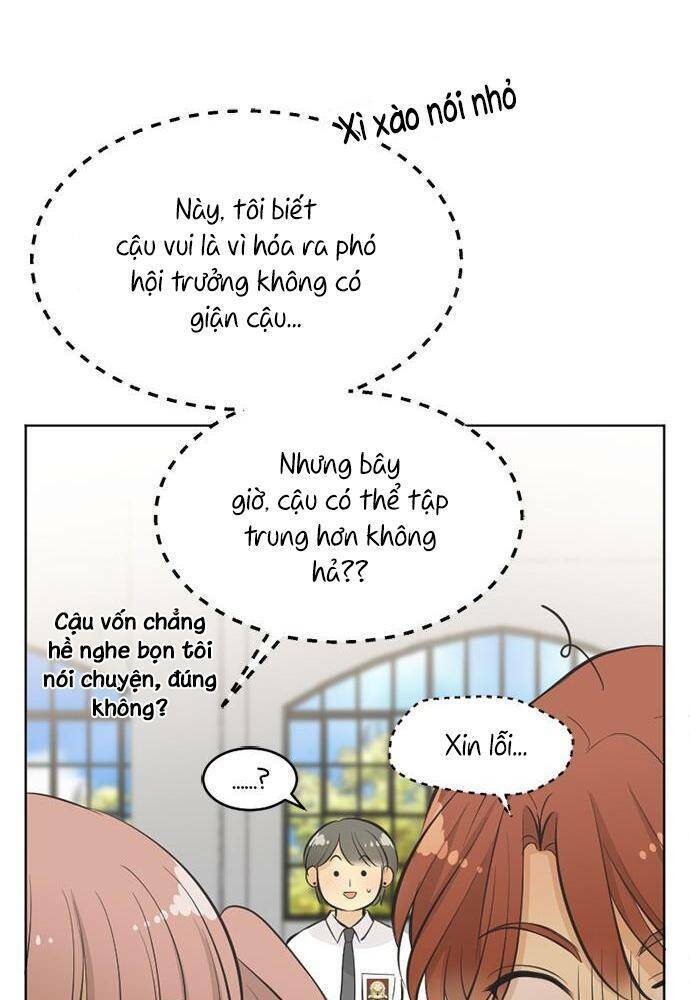 Xì xào nói nhỏ
Này, tôi biết
cậu vui là vì hóa ra phó
hội trưởng không có
giận cậu...
Nhưng bây
giờ, cậu có thể tập
trung hơn không
hả??
Cậu vốn chẳng
hề nghe bọn tôi
nói chuyện, đúng
không?
Xin lỗi...
.......?